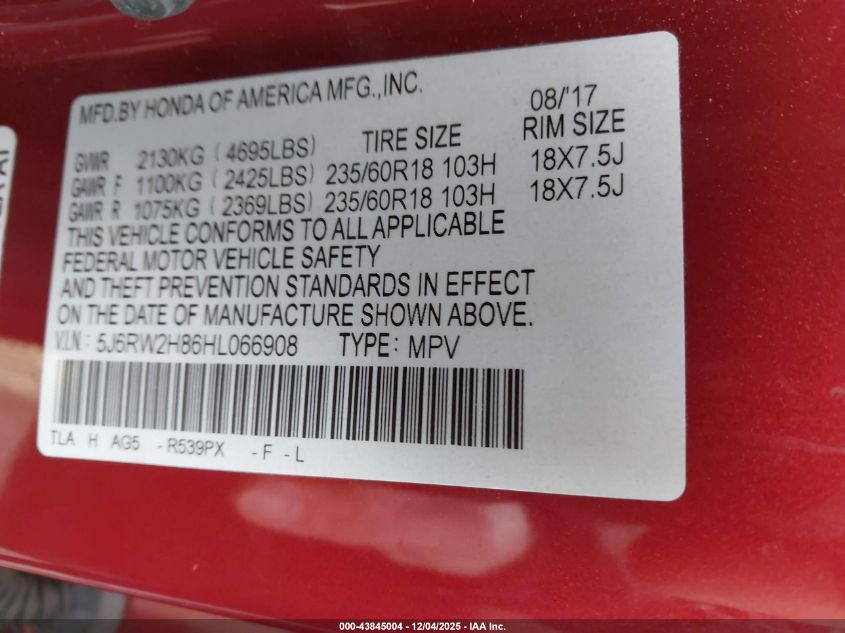 MFD.BY HONDA OF AMERICA MFG.,INC. 08/'17
TIRE SIZE RIM SIZE
GVWR 2130KG ( 4695LBS)
GAWR F 1100KG ( 2425LBS) 235/60R18 103H 18X7.5J
GAWR R 1075KG ( 2369LBS) 235/60R18 103H 18X7.5J
THIS VEHICLE CONFORMS TO ALL APPLICABLE
FEDERAL MOTOR VEHICLE SAFETY
AND THEFT PREVENTION STANDARDS IN EFFECT
ON THE DATE OF MANUFACTURE SHOWN ABOVE.
V.I.N.: 5J6RW2H86HL066908 TYPE: MPV
TLA H AG5 -R539PX -F -L
000-43845004 - 12/04/2025 - IAA Inc.